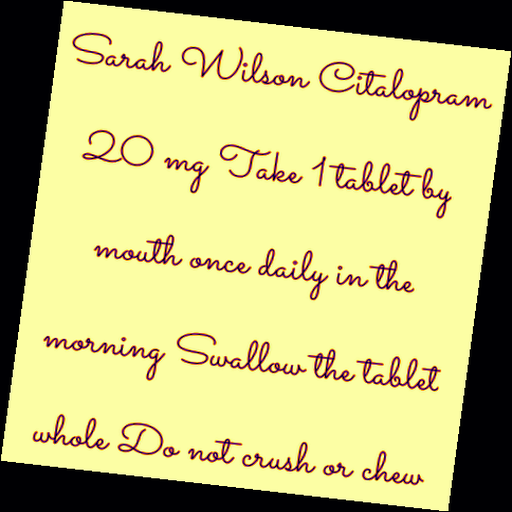 Sarah Wilson Citalopram
20 mg Take 1 tablet by
mouth once daily in the
morning Swallow the tablet
whole Do not crush or chew